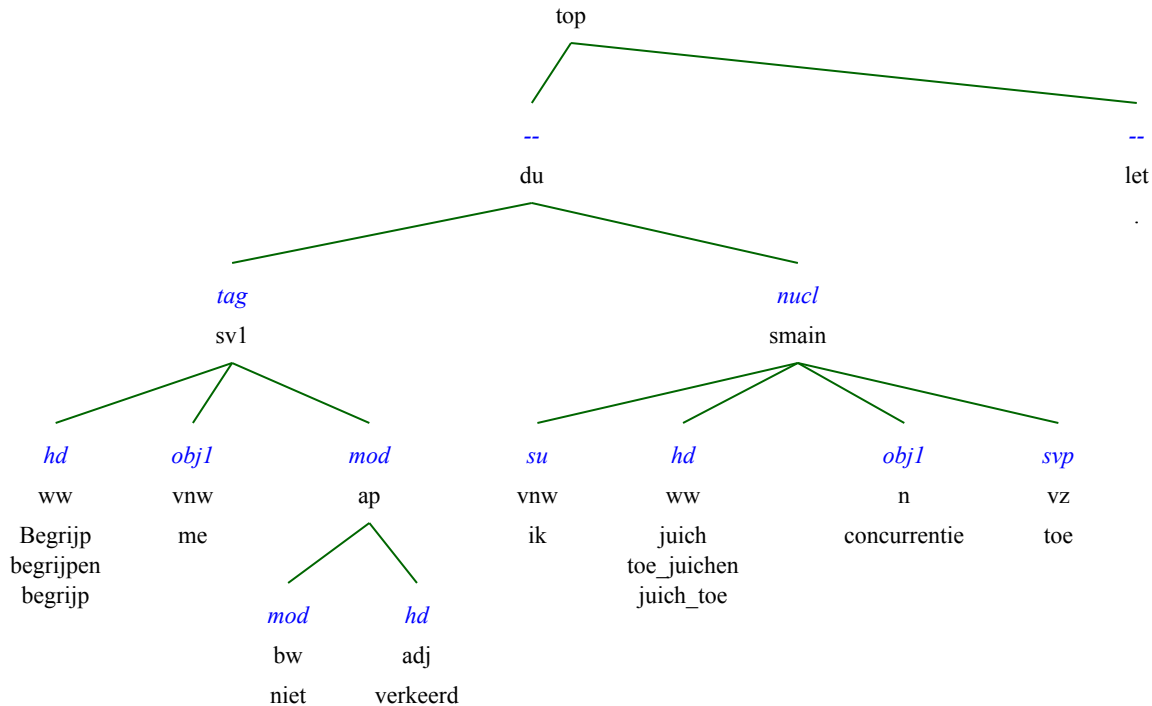 top
-- --
du let
.
tag nucl
sv1 smain
hd obj1 mod su hd obj1 svp
ww vnw ap vnw ww n vz
Begrijp me ik juich concurrentie toe
begrijpen toe_juichen
begrijp juich_toe
mod hd
bw adj
niet verkeerd